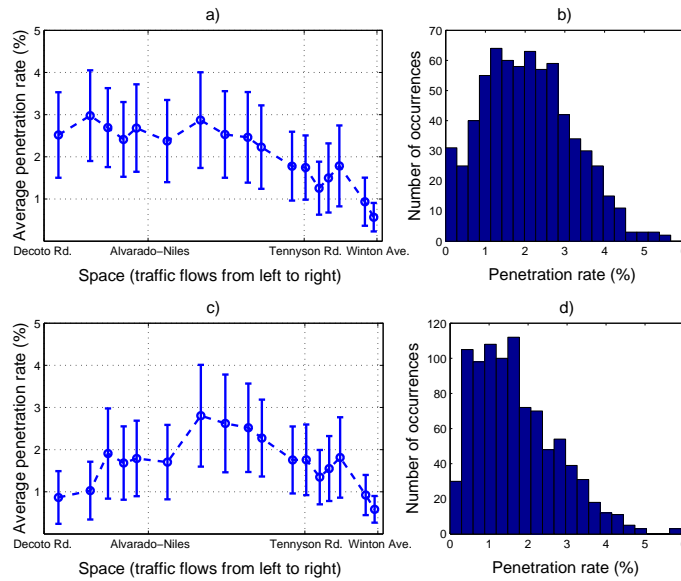 a)
Average penetration rate (%)
5
4
3
2
1
Decoto Rd.
Alvarado−Niles
Tennyson Rd.
Winton Ave.
Space (traffic flows from left to right)
b)
Number of occurrences
70
60
50
40
30
20
10
0
0 1 2 3 4 5
Penetration rate (%)
c)
Average penetration rate (%)
5
4
3
2
1
Decoto Rd.
Alvarado−Niles
Tennyson Rd.
Winton Ave.
Space (traffic flows from left to right)
d)
Number of occurrences
120
100
80
60
40
20
0
0 1 2 3 4 5
Penetration rate (%)